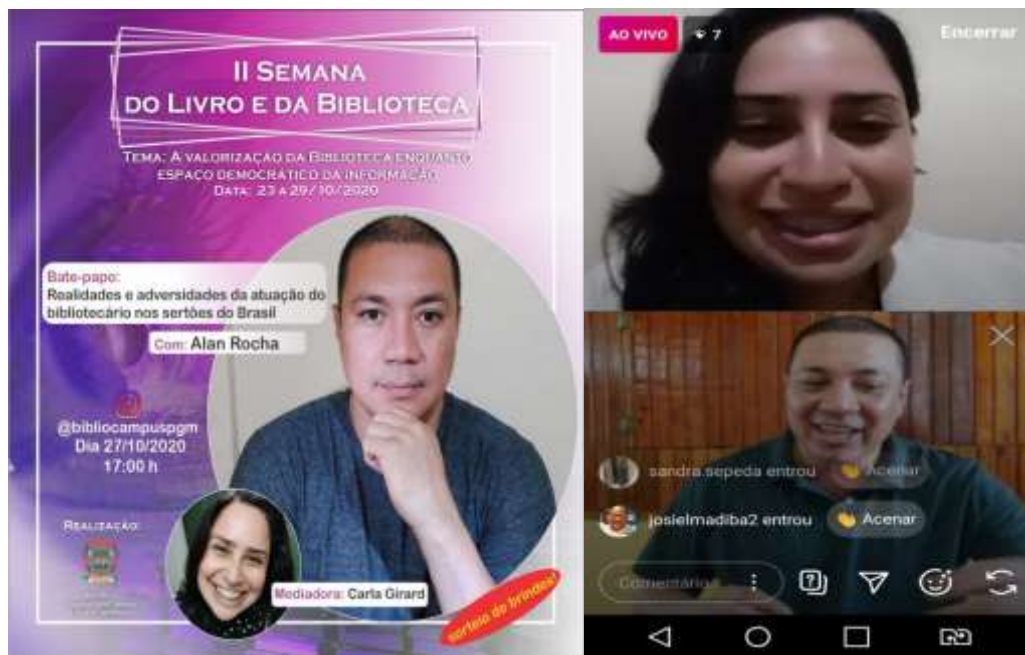 II SEMANA
DO LIVRO E DA BIBLIOTECA
TEMA: A VALORIZAÇÃO DA BIBLIOTECA ENQUANTO
ESPAÇO DEMOCRÁTICO DA INFORMAÇÃO
DATA: 23 A 29/10/2020
Bate-papo:
Realidades e adversidades da atuação do
bibliotecário nos sertões do Brasil
Com: Alan Rocha
@bibliocampuspgm
Dia 27/10/2020
17:00 h
REALIZAÇÃO:
Mediadora: Carla Girard
sorteio de brindes!
AO VIVO
7
Encerrar
sandra.sepeda entrou
Acenar
josielmadiba2 entrou
Acenar
Comentários